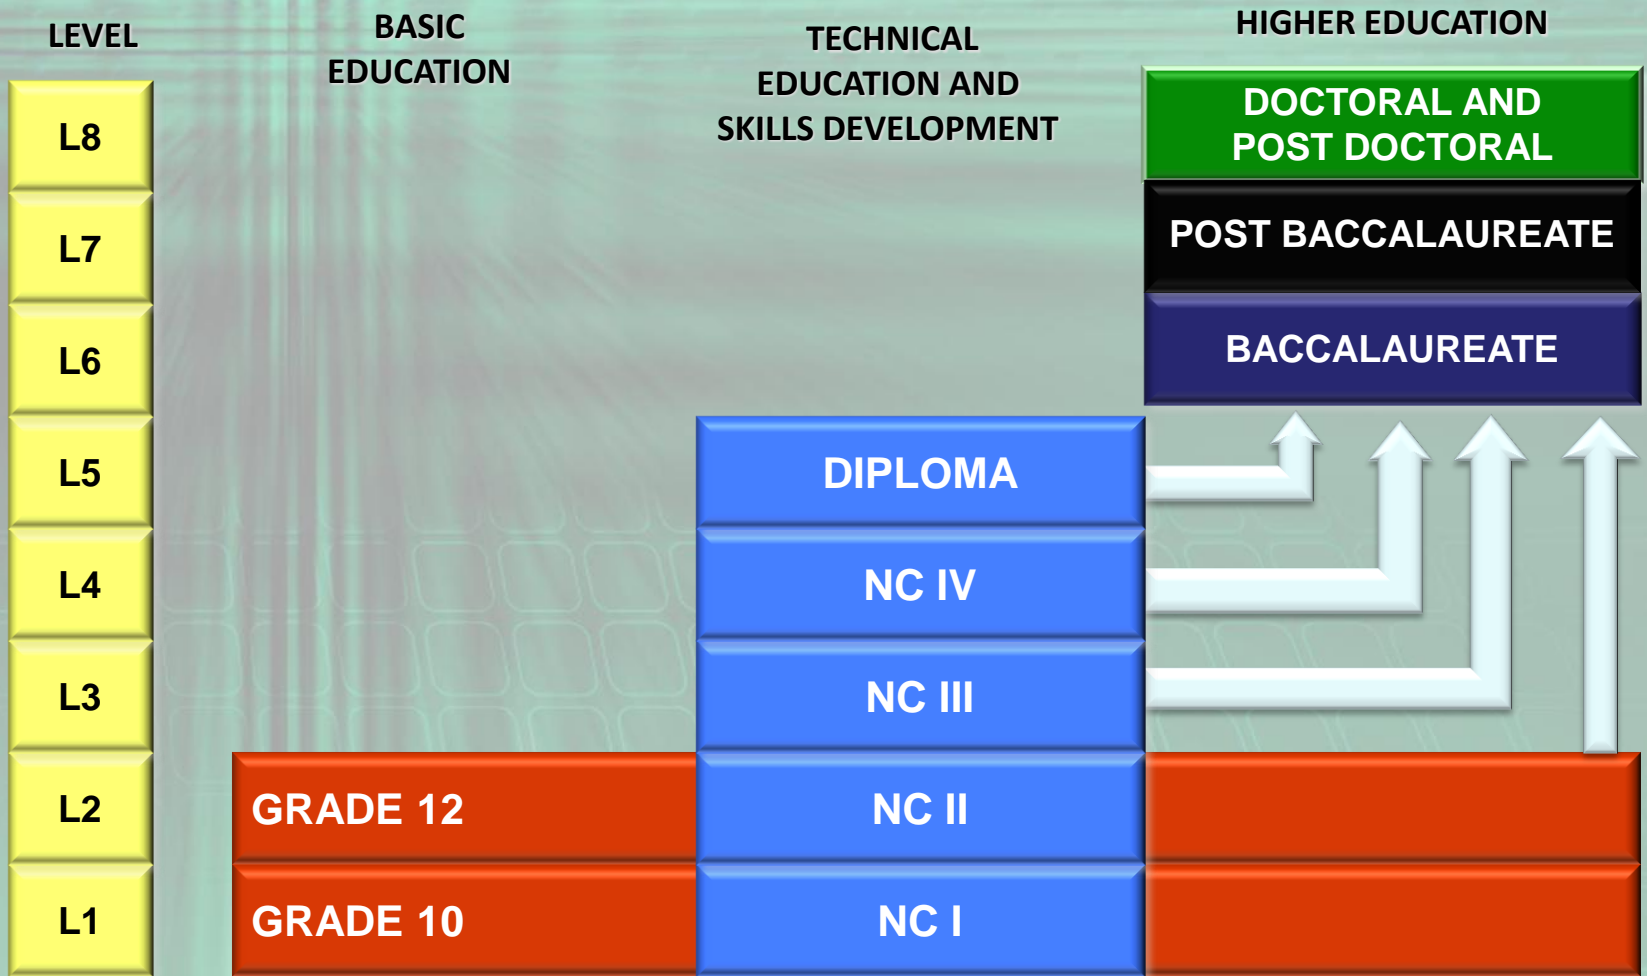 LEVEL
BASIC
EDUCATION
TECHNICAL
EDUCATION AND
SKILLS DEVELOPMENT
HIGHER EDUCATION
L8
DOCTORAL AND
POST DOCTORAL
L7
POST BACCALAUREATE
L6
BACCALAUREATE
L5
DIPLOMA
L4
NC IV
L3
NC III
L2
GRADE 12
NC II
L1
GRADE 10
NC I